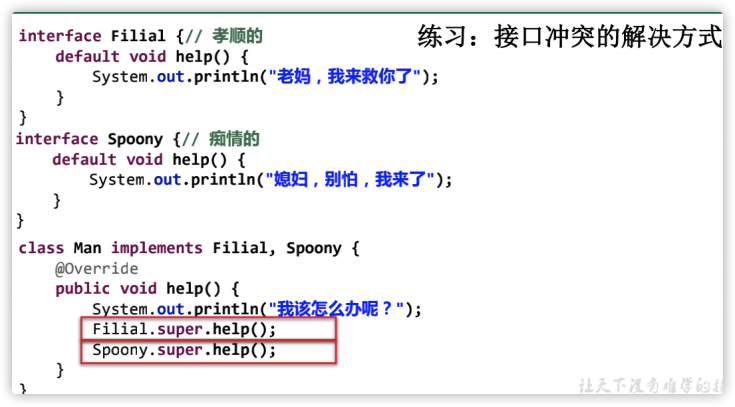 练习：接口冲突的解决方式
interface Filial {// 孝顺的
default void help() {
System.out.println("老妈，我来救你了");
}
}
interface Spoony {// 痴情的
default void help() {
System.out.println("媳妇，别怕，我来了");
}
}
class Man implements Filial, Spoony {
@Override
public void help() {
System.out.println("我该怎么办呢？");
Filial.super.help();
Spoony.super.help();
}
}
让天下没有难学的技